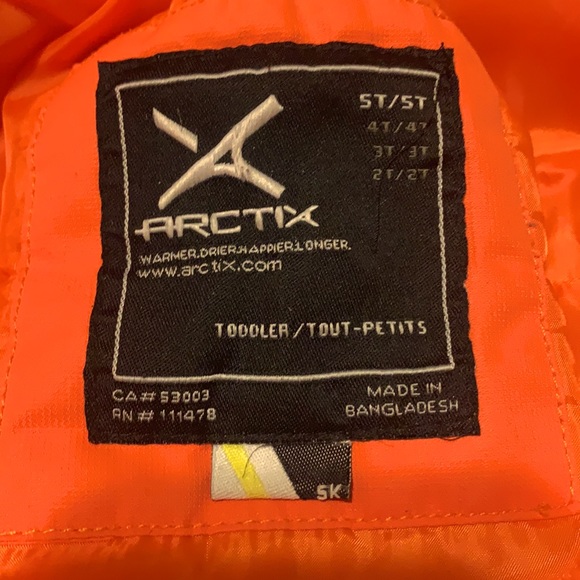 5T/5T
4T/4T
3T/3T
2T/2T
ARCTIX
WARMER.DRIER.HAPPIER.LONGER.
www.arctix.com
TODDLER/TOUT-PETITS
CA# 53003
RN# 111478
MADE IN
BANGLADESH
SK